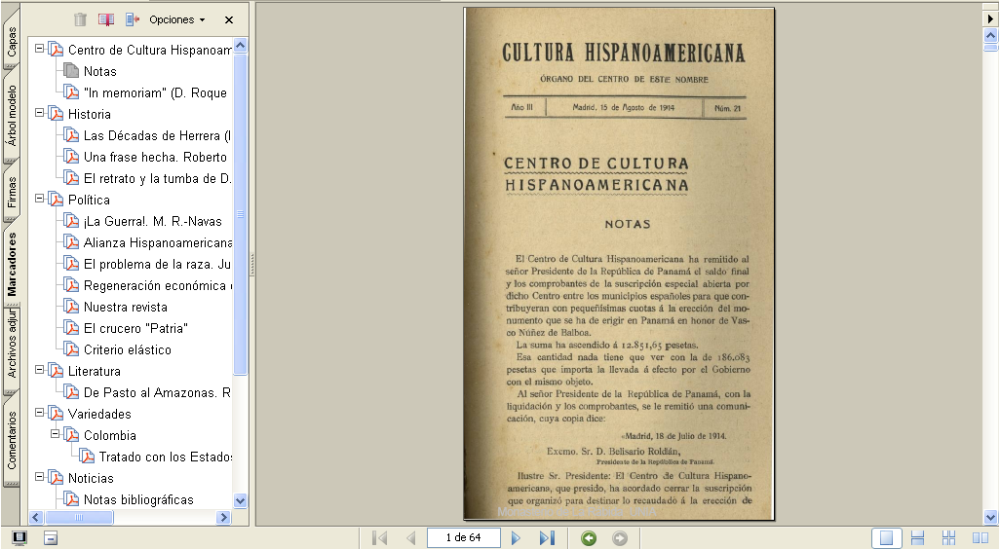 Opciones
Capas
Árbol modelo
Firmas
Marcadores
Archivos adjur
Comentarios
Centro de Cultura Hispanoam
Notas
"In memoriam" (D. Roque
Historia
Las Décadas de Herrera (I
Una frase hecha. Roberto
El retrato y la tumba de D.
Política
¡La Guerra!. M. R.-Navas
Alianza Hispanoamericana
El problema de la raza. Ju
Regeneración económica
Nuestra revista
El crucero "Patria"
Criterio elástico
Literatura
De Pasto al Amazonas. R
Variedades
Colombia
Tratado con los Estados
Noticias
Notas bibliográficas
CULTURA HISPANOAMERICANA
ÓRGANO DEL CENTRO DE ESTE NOMBRE
Año III Madrid, 15 de Agosto de 1914 Núm. 21
CENTRO DE CULTURA
HISPANOAMERICANA
NOTAS
El Centro de Cultura Hispanoamericana ha remitido al
señor Presidente de la República de Panamá el saldo final
y los comprobantes de la suscripción especial abierta por
dicho Centro entre los municipios españoles para que con-
tribuyeran con pequeñísimas cuotas á la erección del mo-
numento que se ha de erigir en Panamá en honor de Vas-
co Núñez de Balboa.
La suma ha ascendido á 12.851,65 pesetas.
Esa cantidad nada tiene que ver con la de 186.083
pesetas que importa la llevada á efecto por el Gobierno
con el mismo objeto.
Al señor Presidente de la República de Panamá, con la
liquidación y los comprobantes, se le remitió una comuni-
cación, cuya copia dice:
«Madrid, 18 de Julio de 1914.
Excmo. Sr. D. Belisario Roldán,
Presidente de la República de Panamá.
Ilustre Sr. Presidente: El Centro de Cultura Hispano-
americana, que presido, ha acordado cerrar la suscripción
que organizó para destinar lo recaudadó á la erección de
1 de 64